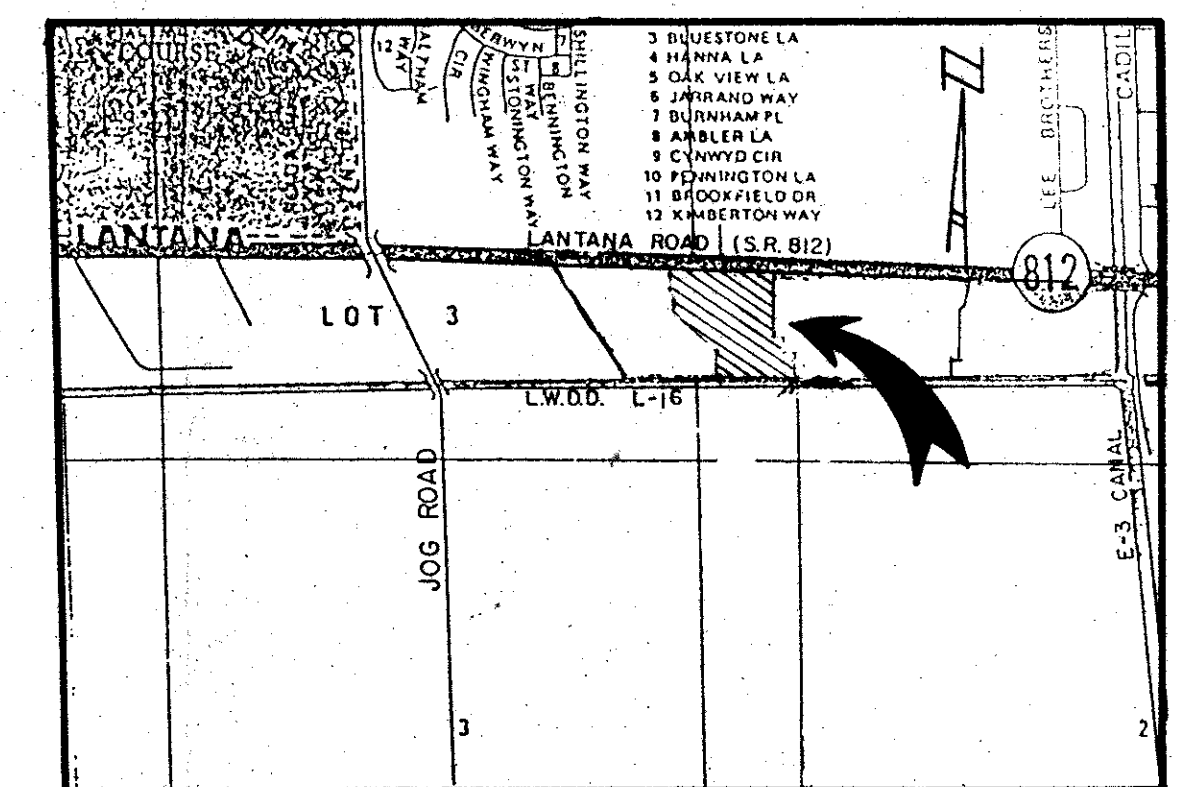 COURSE
12
WAY
ALTHAM
CIR
ERWYN
7
8
WINGHAM WAY
WAY
SSTONINGTON WAY
BENNINGTON
SHILLINGTON WAY
3 BLUESTONE LA
4 HANNA LA
5 OAK VIEW LA
6 JARRAND WAY
7 BURNHAM PL
8 AMBLER LA
9 CYNWYD CIR
10 PENNINGTON LA
11 BROOKFIELD DR
12 KIMBERTON WAY
LEE BROTHERS
CADIL
LANTANA
LANTANA ROAD (S.R. 812)
812
LOT 3
L.W.D.D. L-16
JOG ROAD
E-3 CANAL
3
2